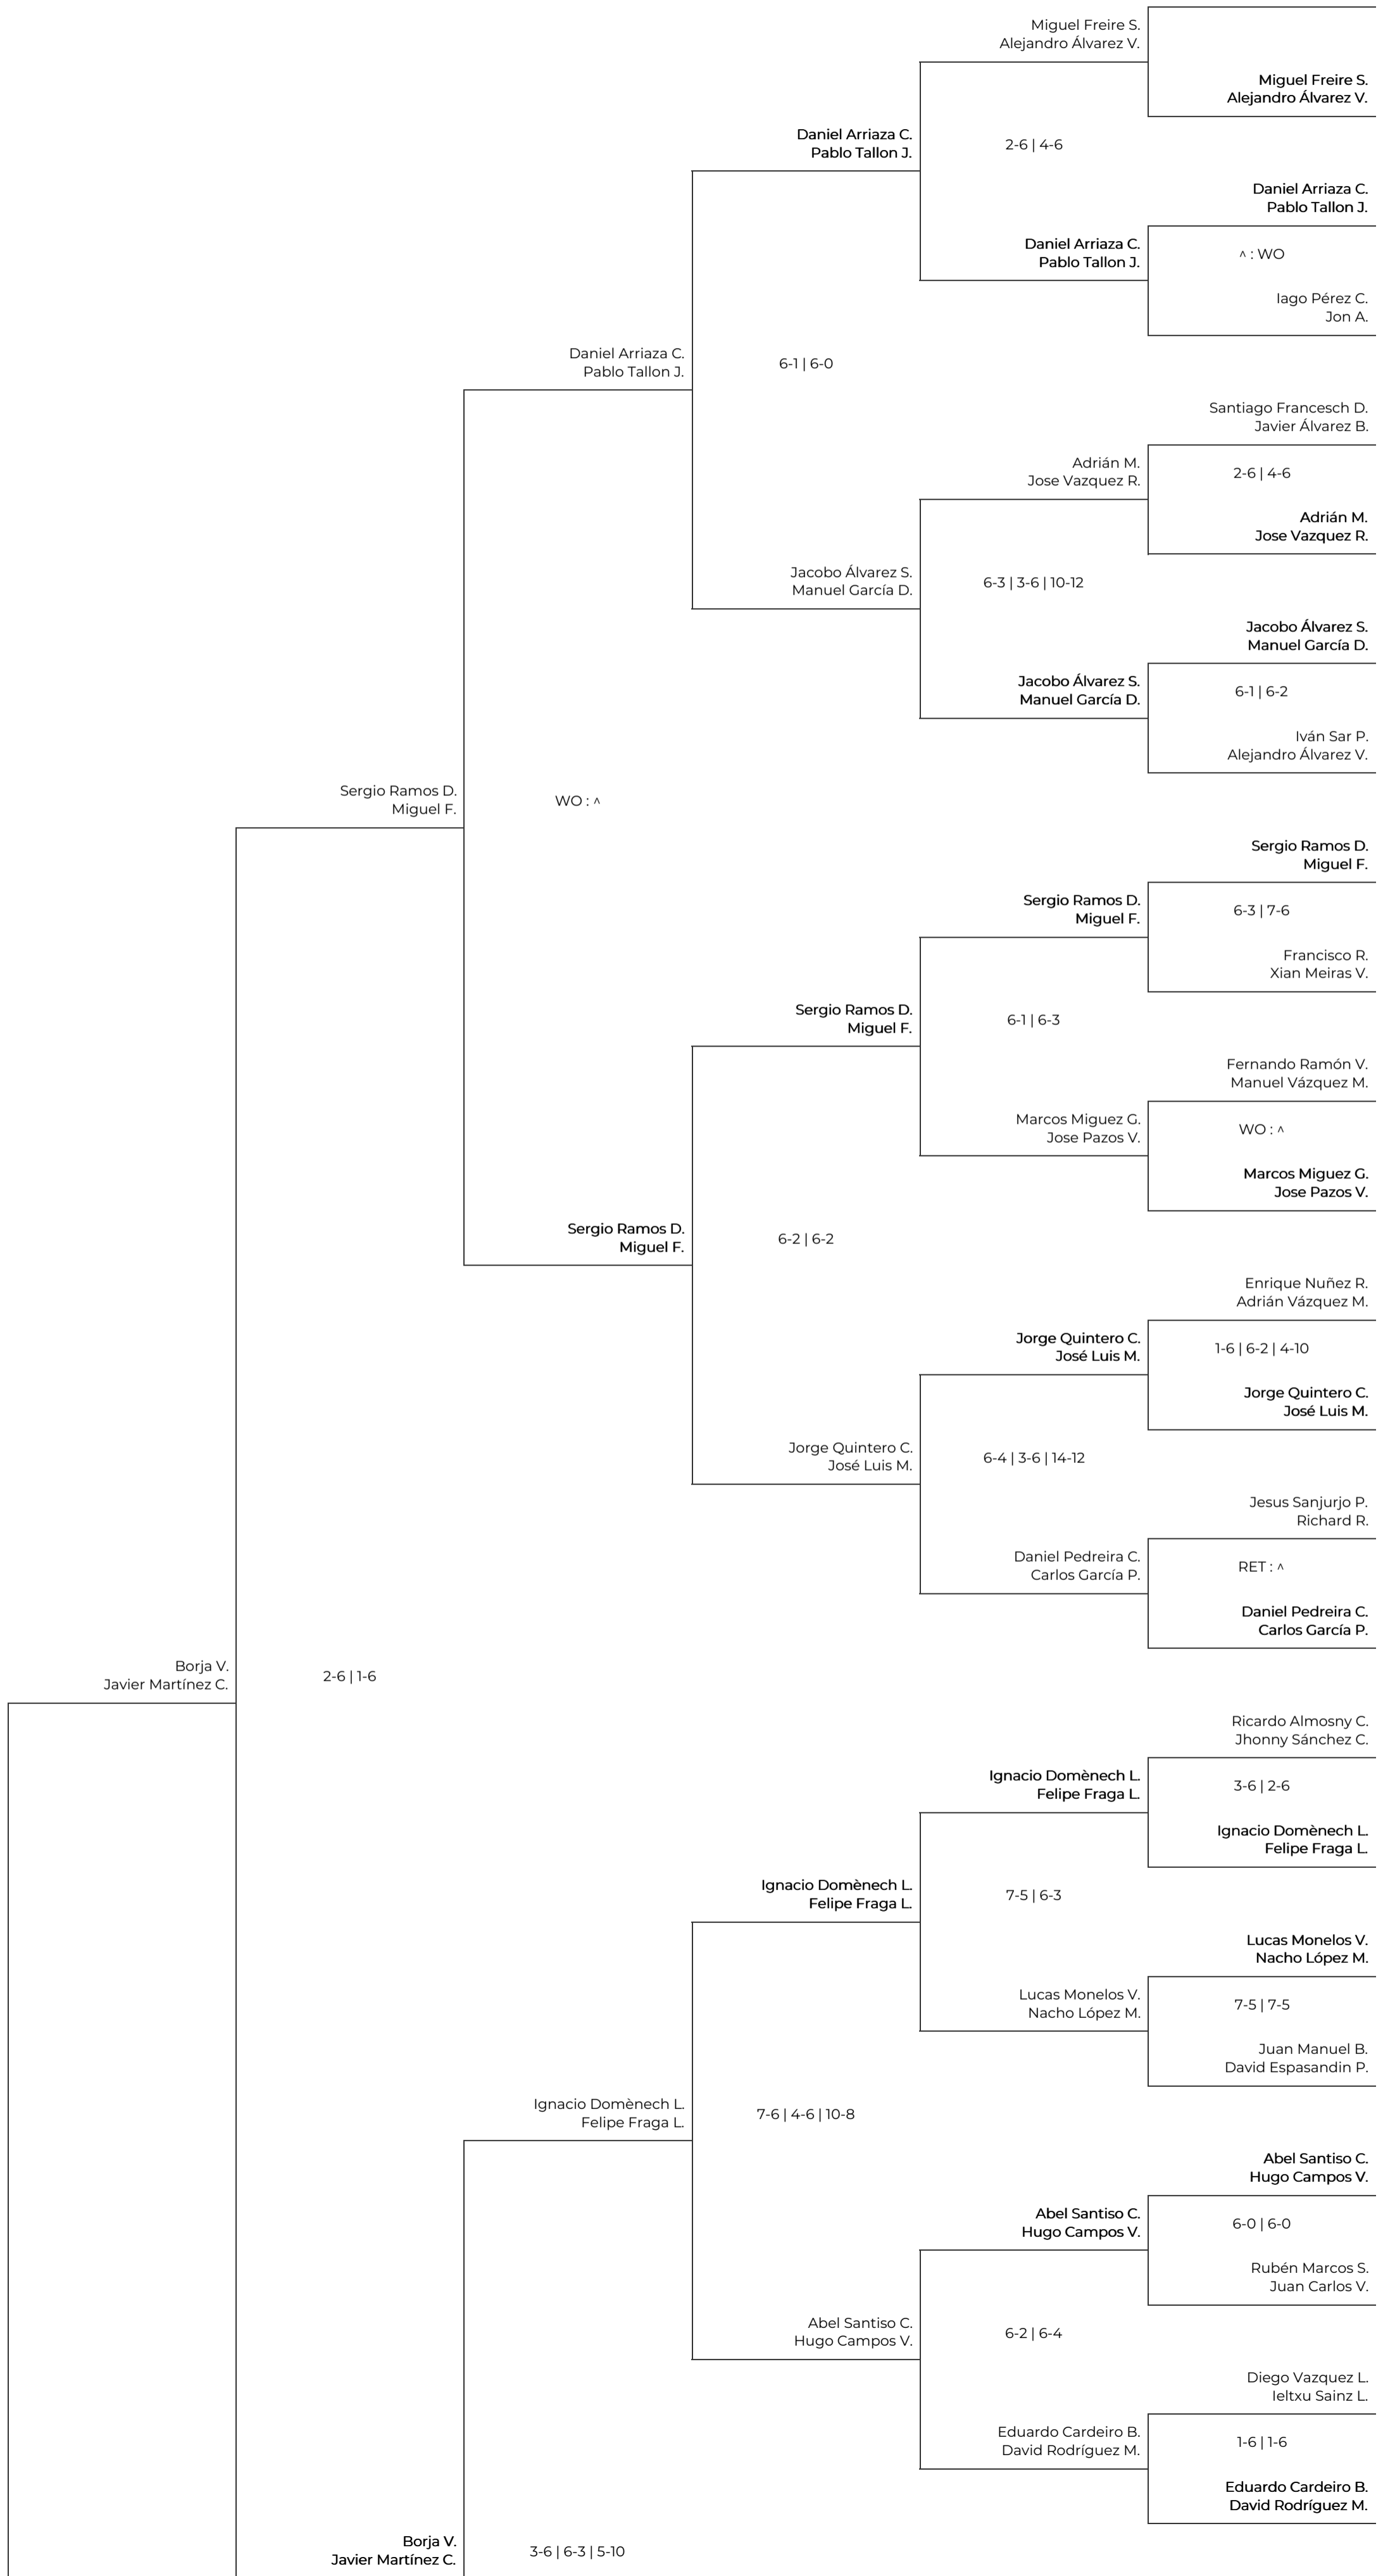 Miguel Freire S.
Alejandro Álvarez V.
Miguel Freire S.
Alejandro Álvarez V.
Daniel Arriaza C.
Pablo Tallon J.
2-6 | 4-6
Daniel Arriaza C.
Pablo Tallon J.
Daniel Arriaza C.
Pablo Tallon J.
^ : WO
Iago Pérez C.
Jon A.
Daniel Arriaza C.
Pablo Tallon J.
6-1 | 6-0
Santiago Francesch D.
Javier Álvarez B.
Adrián M.
Jose Vazquez R.
2-6 | 4-6
Adrián M.
Jose Vazquez R.
Jacobo Álvarez S.
Manuel García D.
6-3 | 3-6 | 10-12
Jacobo Álvarez S.
Manuel García D.
Jacobo Álvarez S.
Manuel García D.
6-1 | 6-2
Iván Sar P.
Alejandro Álvarez V.
Sergio Ramos D.
Miguel F.
WO : ^
Sergio Ramos D.
Miguel F.
Sergio Ramos D.
Miguel F.
6-3 | 7-6
Francisco R.
Xian Meiras V.
Sergio Ramos D.
Miguel F.
6-1 | 6-3
Fernando Ramón V.
Manuel Vázquez M.
Marcos Miguez G.
Jose Pazos V.
WO : ^
Marcos Miguez G.
Jose Pazos V.
Sergio Ramos D.
Miguel F.
6-2 | 6-2
Enrique Nuñez R.
Adrián Vázquez M.
Jorge Quintero C.
José Luis M.
1-6 | 6-2 | 4-10
Jorge Quintero C.
José Luis M.
Jorge Quintero C.
José Luis M.
6-4 | 3-6 | 14-12
Jesus Sanjurjo P.
Richard R.
Daniel Pedreira C.
Carlos García P.
RET : ^
Daniel Pedreira C.
Carlos García P.
Borja V.
Javier Martínez C.
2-6 | 1-6
Ricardo Almosny C.
Jhonny Sánchez C.
Ignacio Domènech L.
Felipe Fraga L.
3-6 | 2-6
Ignacio Domènech L.
Felipe Fraga L.
Ignacio Domènech L.
Felipe Fraga L.
7-5 | 6-3
Lucas Monelos V.
Nacho López M.
Lucas Monelos V.
Nacho López M.
7-5 | 7-5
Juan Manuel B.
David Espasandin P.
Ignacio Domènech L.
Felipe Fraga L.
7-6 | 4-6 | 10-8
Abel Santiso C.
Hugo Campos V.
Abel Santiso C.
Hugo Campos V.
6-0 | 6-0
Rubén Marcos S.
Juan Carlos V.
Abel Santiso C.
Hugo Campos V.
6-2 | 6-4
Diego Vazquez L.
Ieltxu Sainz L.
Eduardo Cardeiro B.
David Rodríguez M.
1-6 | 1-6
Eduardo Cardeiro B.
David Rodríguez M.
Borja V.
Javier Martínez C.
3-6 | 6-3 | 5-10